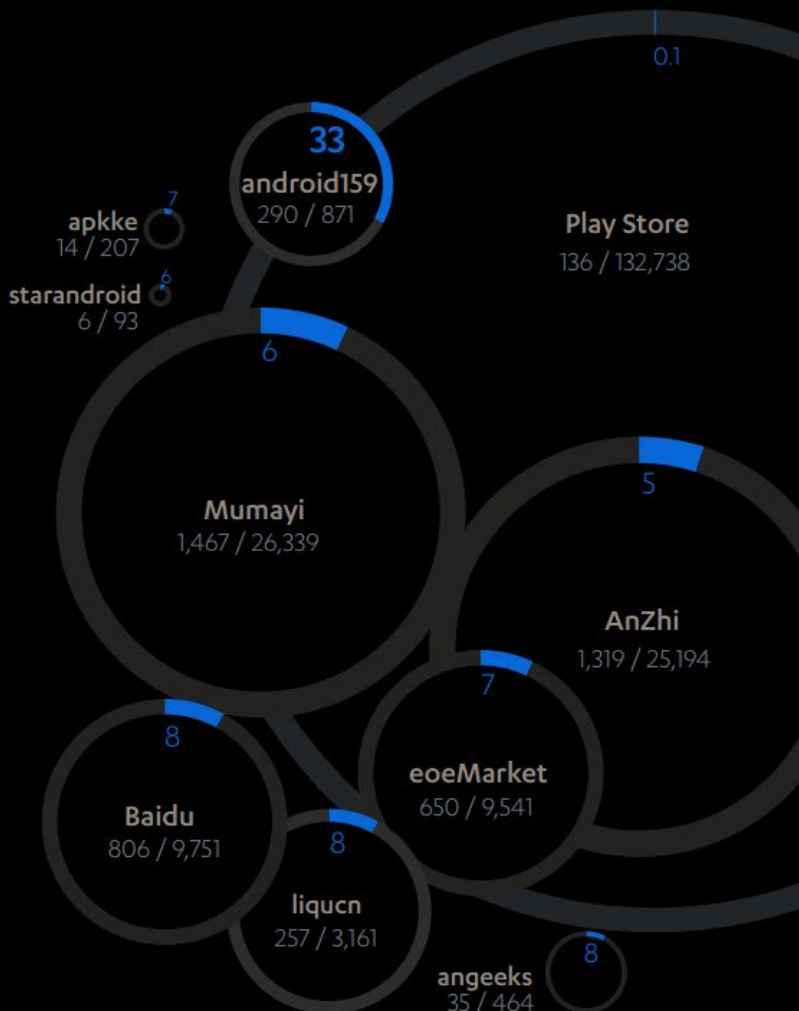 0.1
33
android159
290 / 871
7
apkke
14 / 207
Play Store
136 / 132,738
6
starandroid
6 / 93
6
Mumayi
1,467 / 26,339
5
AnZhi
1,319 / 25,194
7
eoeMarket
650 / 9,541
8
Baidu
806 / 9,751
8
liqucn
257 / 3,161
8
angeeks
35 / 464